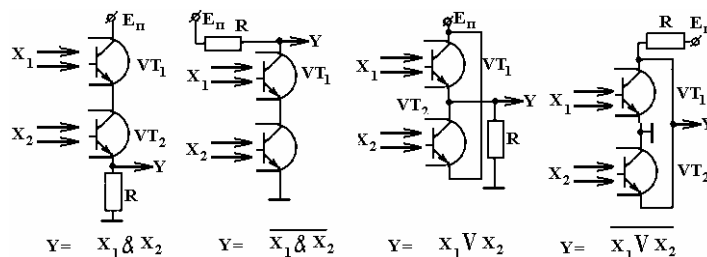 Eп
X1
VT1
X2
VT2
Y
R
Y= X1 & X2
Eп
R
Y
X1
VT1
X2
Y= X1 & X2
Eп
X1
VT1
VT2
Y
X2
R
Y= X1 V X2
R
Eп
X1
VT1
Y
X2
VT2
Y= X1 V X2